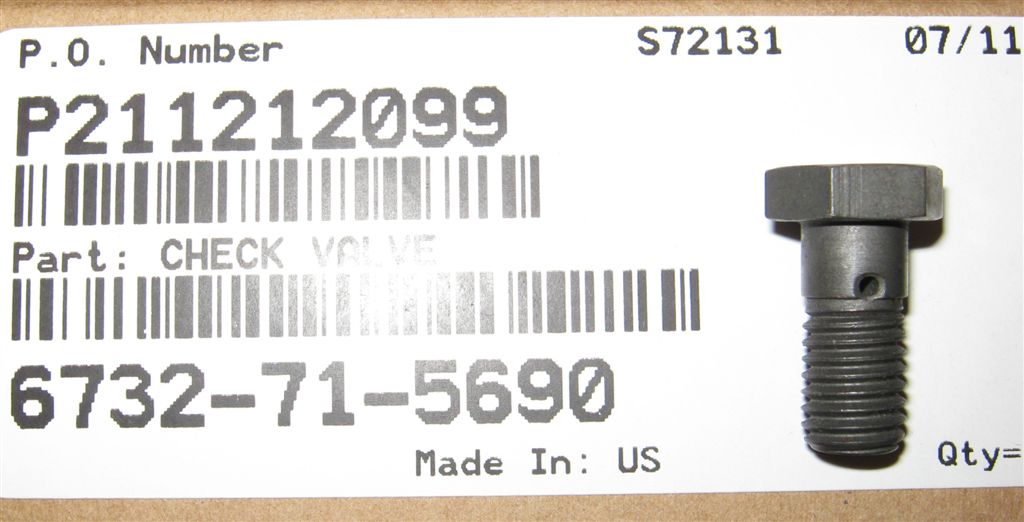 P.O. Number S72131 07/11
P211212099
Part: CHECK VALVE
6732-71-5690
Made In: US
Qty=